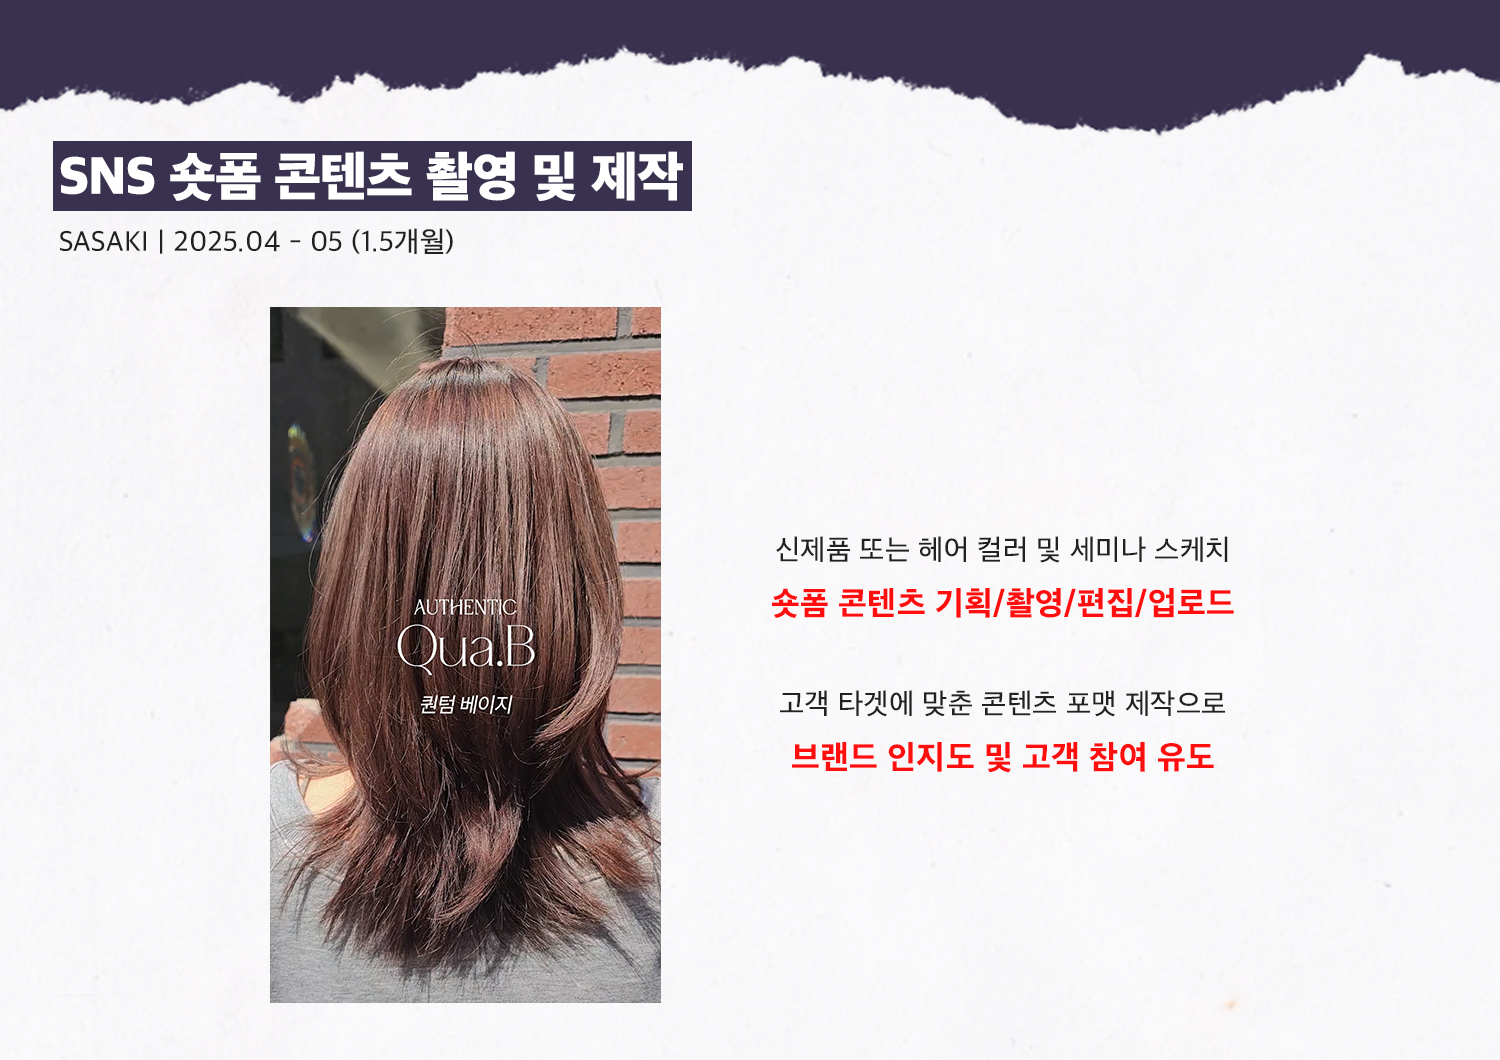 SNS 숏폼 콘텐츠 촬영 및 제작
SASAKI | 2025.04 - 05 (1.5개월)
AUTHENTIC
Qua.B
퀀텀 베이지
신제품 또는 헤어 컬러 및 세미나 스케치
숏폼 콘텐츠 기획/촬영/편집/업로드
고객 타겟에 맞춘 콘텐츠 포맷 제작으로
브랜드 인지도 및 고객 참여 유도